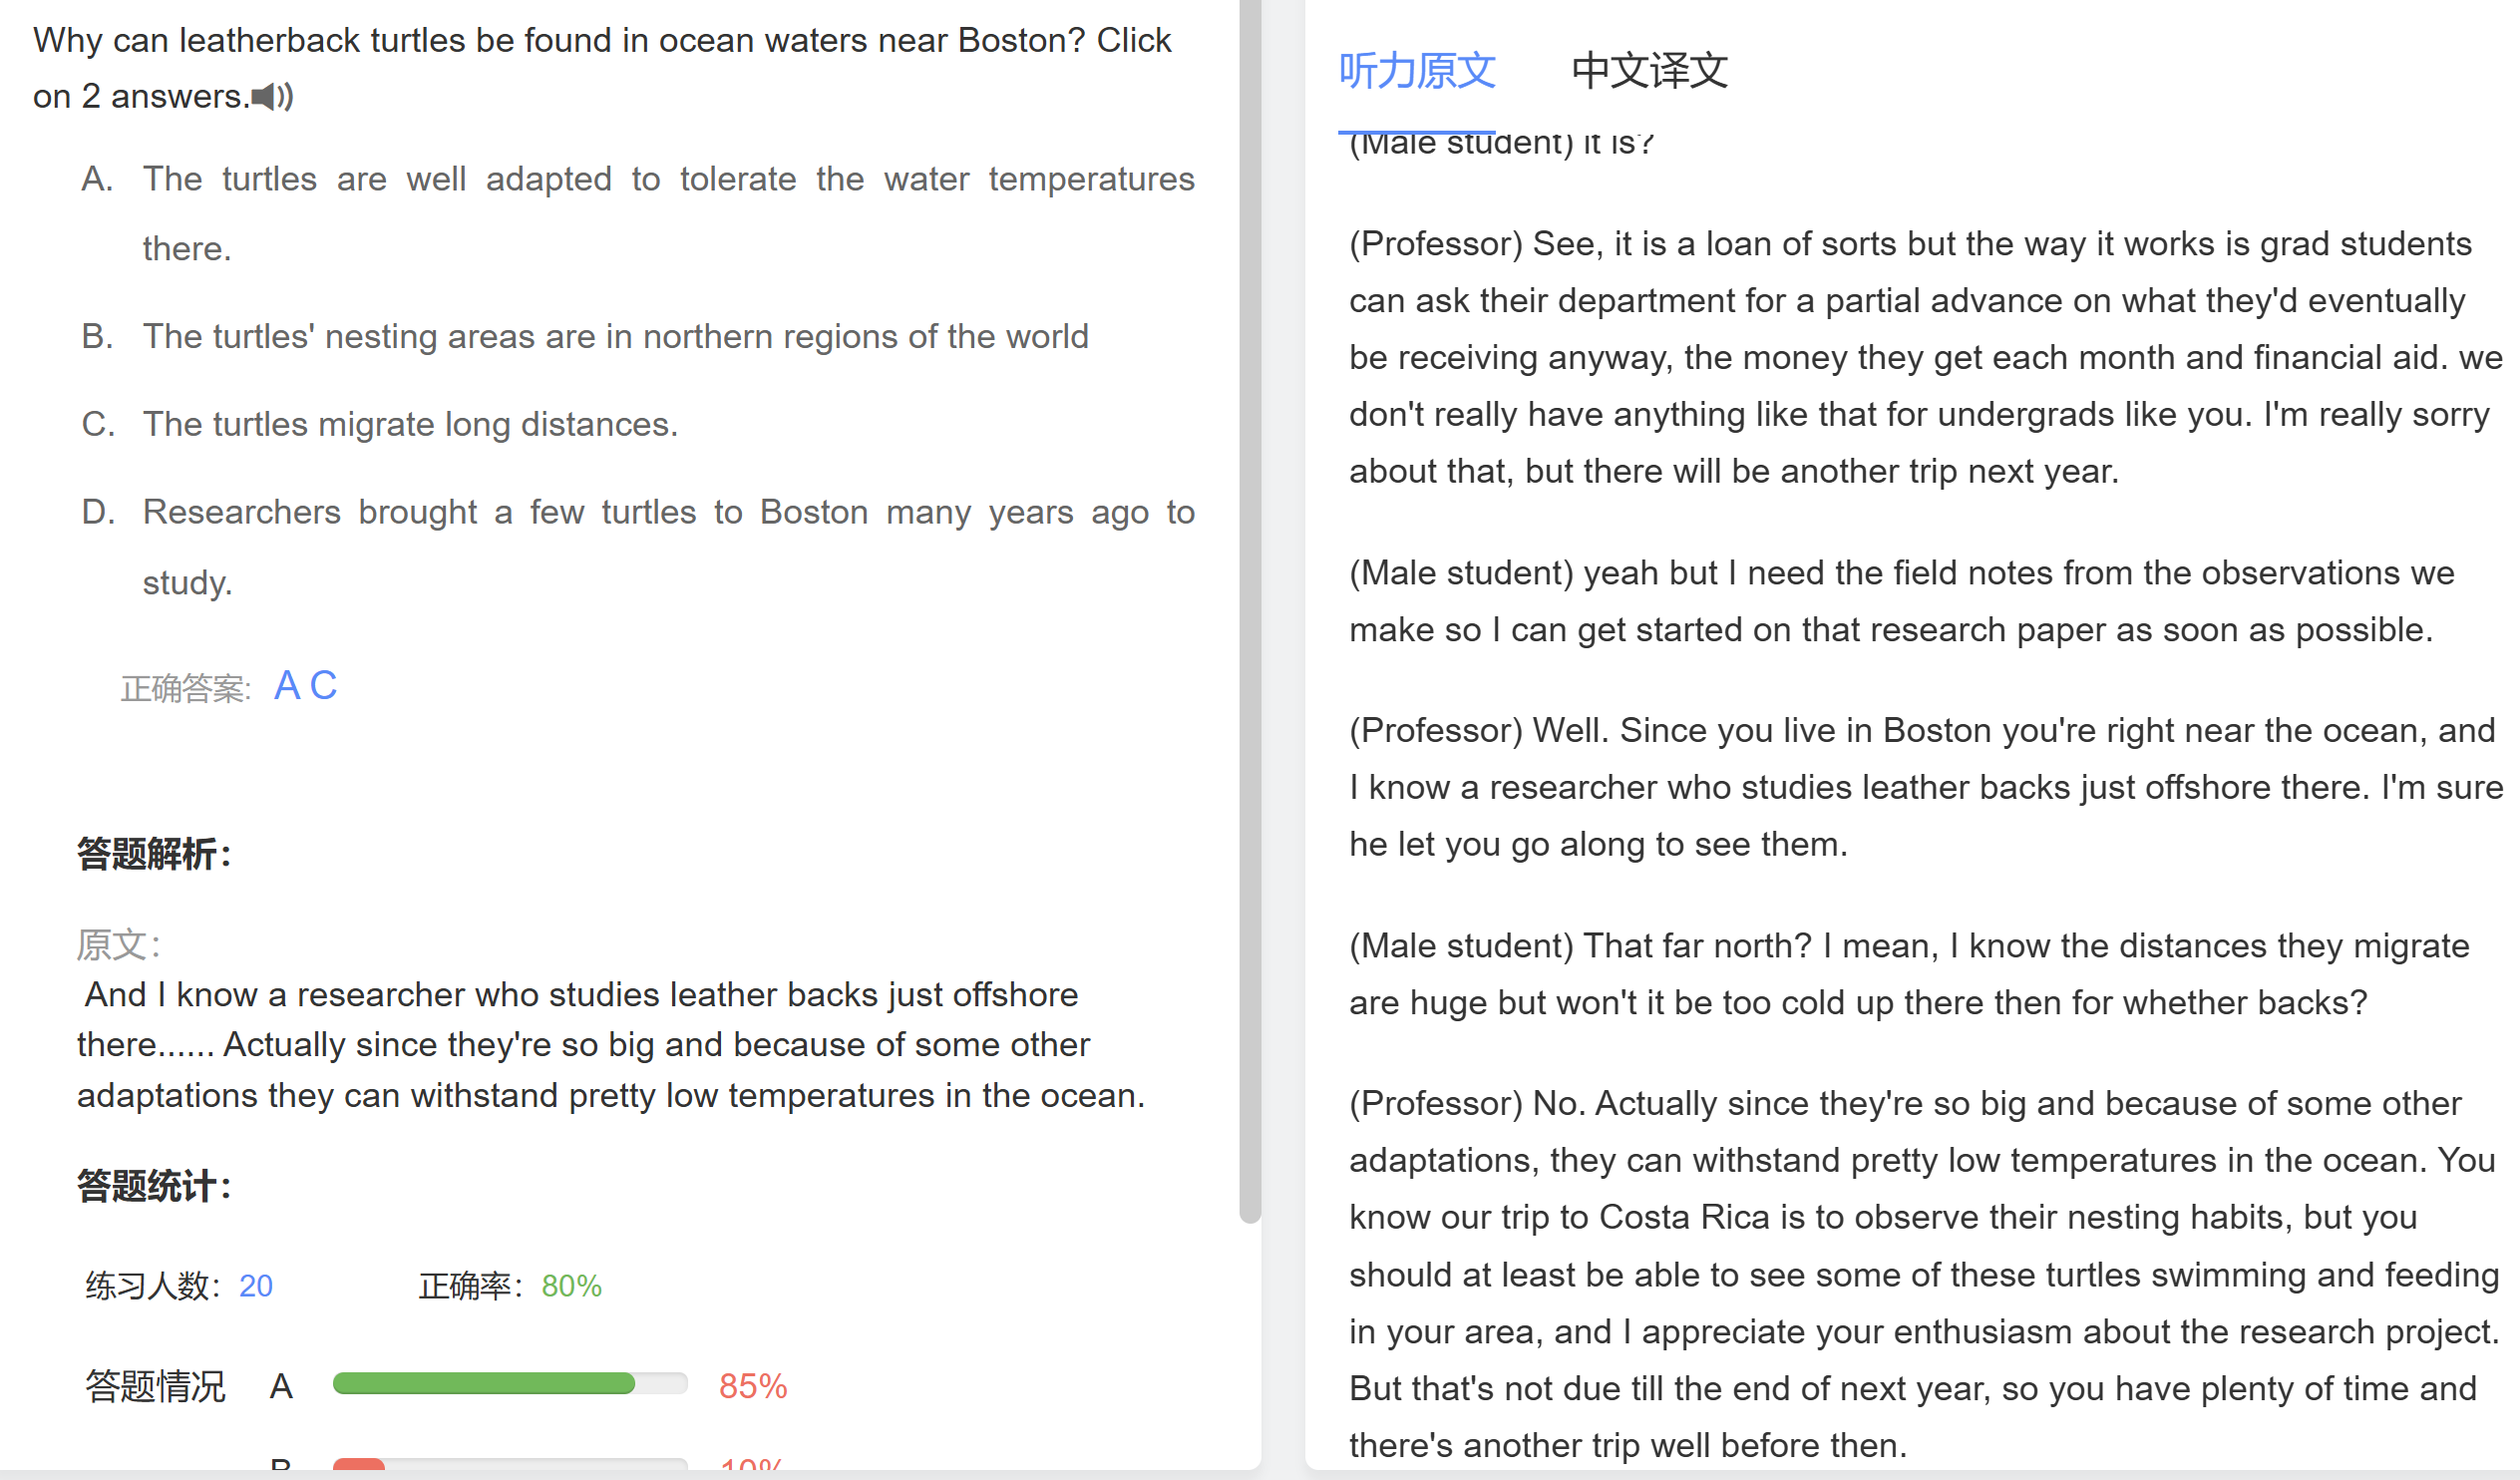 Why can leatherback turtles be found in ocean waters near Boston? Click
on 2 answers.
A. The turtles are well adapted to tolerate the water temperatures
there.
B. The turtles' nesting areas are in northern regions of the world
C. The turtles migrate long distances.
D. Researchers brought a few turtles to Boston many years ago to
study.
正确答案: A C
答题解析：
原文：
And I know a researcher who studies leather backs just offshore
there...... Actually since they're so big and because of some other
adaptations they can withstand pretty low temperatures in the ocean.
答题统计：
练习人数：20 正确率：80%
答题情况 A 85%
B 10%
听力原文 中文译文
(Male student) it is?
(Professor) See, it is a loan of sorts but the way it works is grad students
can ask their department for a partial advance on what they'd eventually
be receiving anyway, the money they get each month and financial aid. we
don't really have anything like that for undergrads like you. I'm really sorry
about that, but there will be another trip next year.
(Male student) yeah but I need the field notes from the observations we
make so I can get started on that research paper as soon as possible.
(Professor) Well. Since you live in Boston you're right near the ocean, and
I know a researcher who studies leather backs just offshore there. I'm sure
he let you go along to see them.
(Male student) That far north? I mean, I know the distances they migrate
are huge but won't it be too cold up there then for whether backs?
(Professor) No. Actually since they're so big and because of some other
adaptations, they can withstand pretty low temperatures in the ocean. You
know our trip to Costa Rica is to observe their nesting habits, but you
should at least be able to see some of these turtles swimming and feeding
in your area, and I appreciate your enthusiasm about the research project.
But that's not due till the end of next year, so you have plenty of time and
there's another trip well before then.